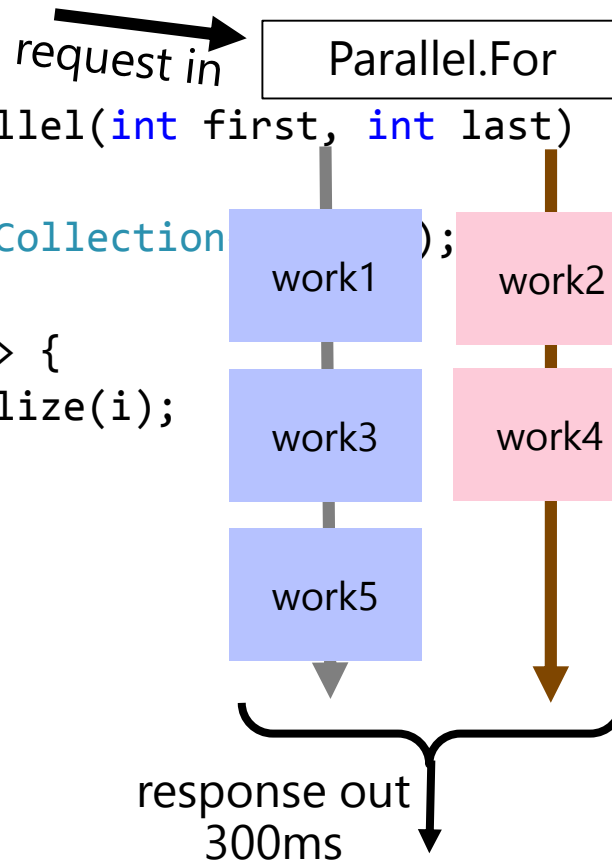 request in
Parallel.For
llel(int first, int last)
Collection
);
work1
work2
> {
lize(i);
work3
work4
work5
response out
300ms